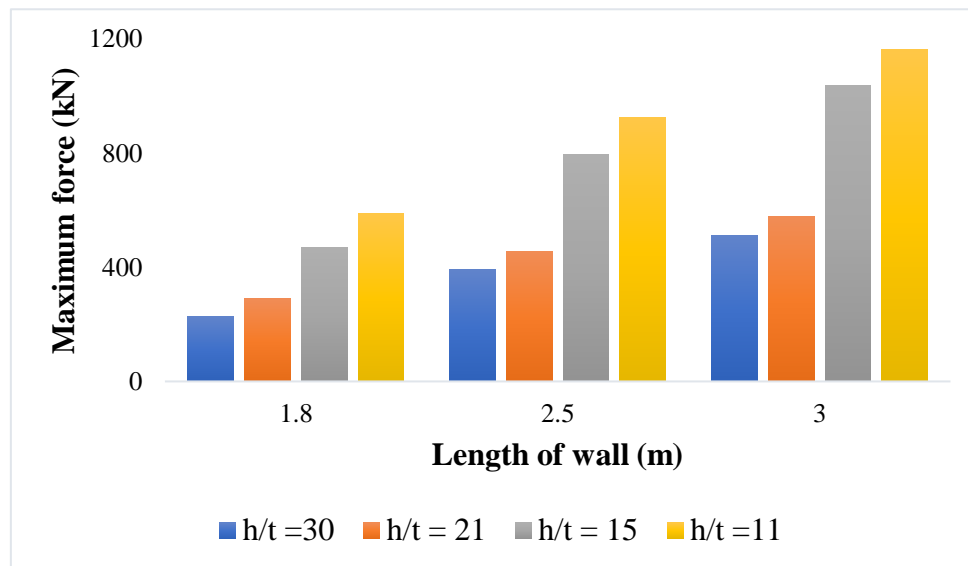 Maximum force (kN)
1200
800
400
0
1.8 2.5 3
Length of wall (m)
h/t =30 h/t = 21 h/t = 15 h/t =11